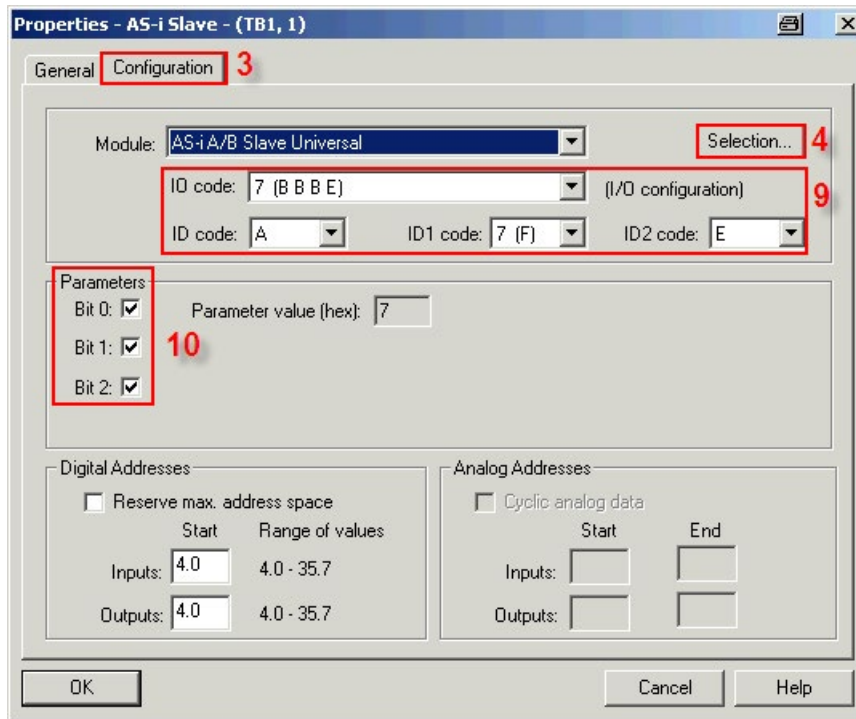 Properties - AS-i Slave - (TB1, 1)
General Configuration 3
Module: AS-i A/B Slave Universal Selection... 4
IO code: 7 (B B B E) (I/O configuration) 9
ID code: A ID1 code: 7 (F) ID2 code: E
Parameters
Bit 0: Parameter value (hex): 7
Bit 1: 10
Bit 2:
Digital Addresses Analog Addresses
Reserve max. address space Cyclic analog data
Start Range of values Start End
Inputs: 4.0 4.0 - 35.7 Inputs:
Outputs: 4.0 4.0 - 35.7 Outputs:
OK Cancel Help